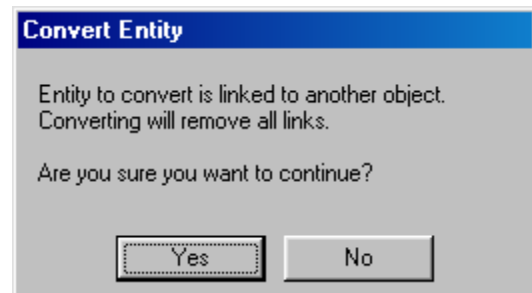 Convert Entity
Entity to convert is linked to another object.
Converting will remove all links.
Are you sure you want to continue?
Yes No